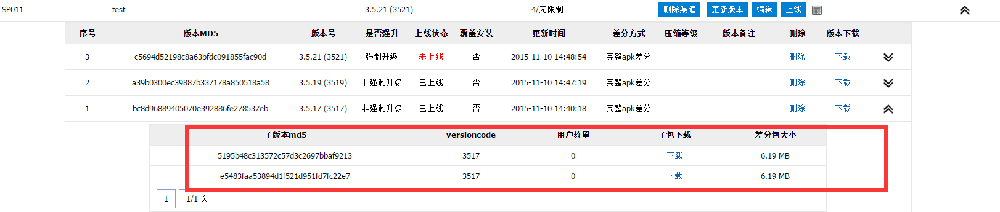 SP011 test 3.5.21 (3521) 4/无限制 删除渠道 更新版本 编辑 上线
序号 版本MD5 版本号 是否强升 上线状态 覆盖安装 更新时间 差分方式 压缩等级 版本备注 删除 版本下载
3 c5694d52198c8a63bfdc091855fac90d 3.5.21 (3521) 强制升级 未上线 否 2015-11-10 14:48:54 完整apk差分 删除 下载
2 a39b0300ec39887b337178a850518a58 3.5.19 (3519) 非强制升级 已上线 否 2015-11-10 14:47:19 完整apk差分 删除 下载
1 bc8d96889405070e392886fe278537eb 3.5.17 (3517) 非强制升级 已上线 否 2015-11-10 14:40:18 完整apk差分 删除 下载
子版本md5 versioncode 用户数量 子包下载 差分包大小
5195b48c313572c57d3c2697bbaf9213 3517 0 下载 6.19 MB
e5483faa53894d1f521d951fd7fc22e7 3517 0 下载 6.19 MB
1 1/1 页